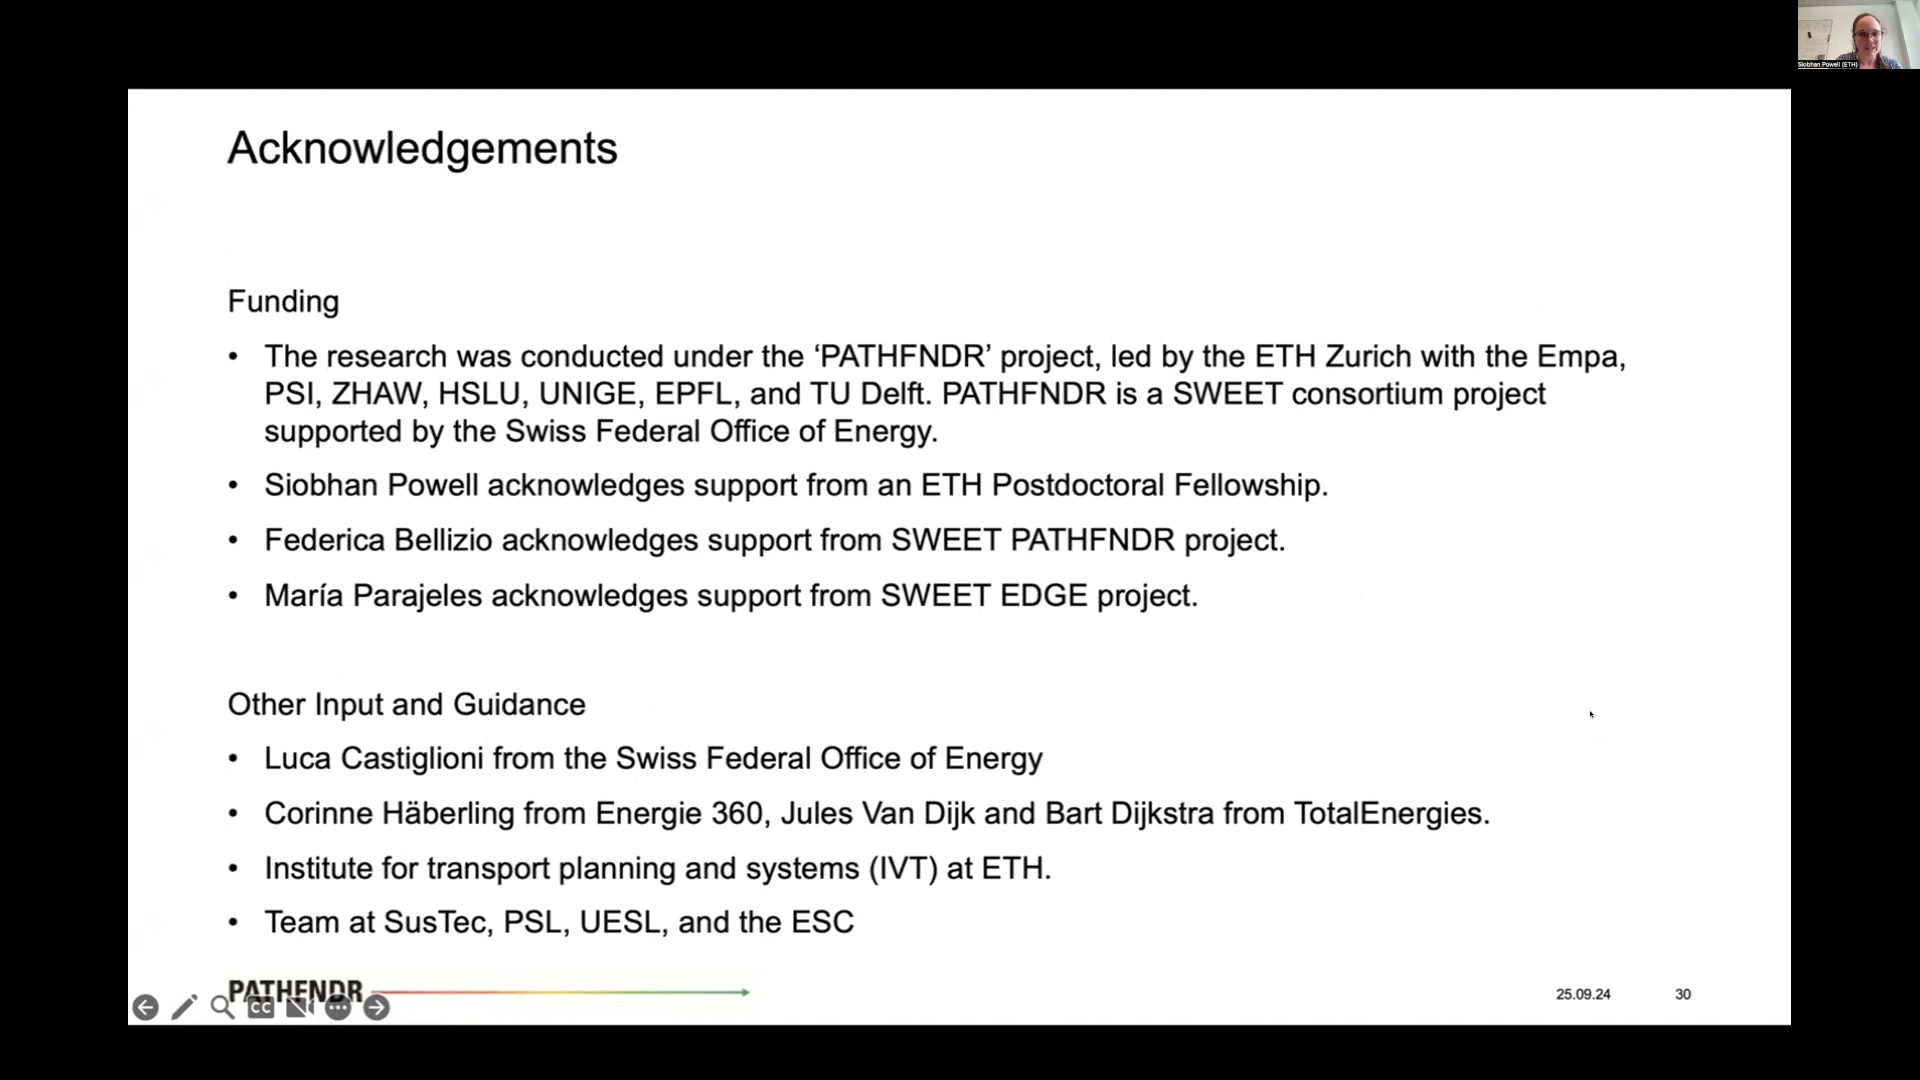 Siobhan Powell (ETH)
Acknowledgements
Funding
• The research was conducted under the ‘PATHFNDR’ project, led by the ETH Zurich with the Empa,
PSI, ZHAW, HSLU, UNIGE, EPFL, and TU Delft. PATHFNDR is a SWEET consortium project
supported by the Swiss Federal Office of Energy.
• Siobhan Powell acknowledges support from an ETH Postdoctoral Fellowship.
• Federica Bellizio acknowledges support from SWEET PATHFNDR project.
• María Parajeles acknowledges support from SWEET EDGE project.
Other Input and Guidance
• Luca Castiglioni from the Swiss Federal Office of Energy
• Corinne Häberling from Energie 360, Jules Van Dijk and Bart Dijkstra from TotalEnergies.
• Institute for transport planning and systems (IVT) at ETH.
• Team at SusTec, PSL, UESL, and the ESC
PATHFNDR
CC
25.09.24
30